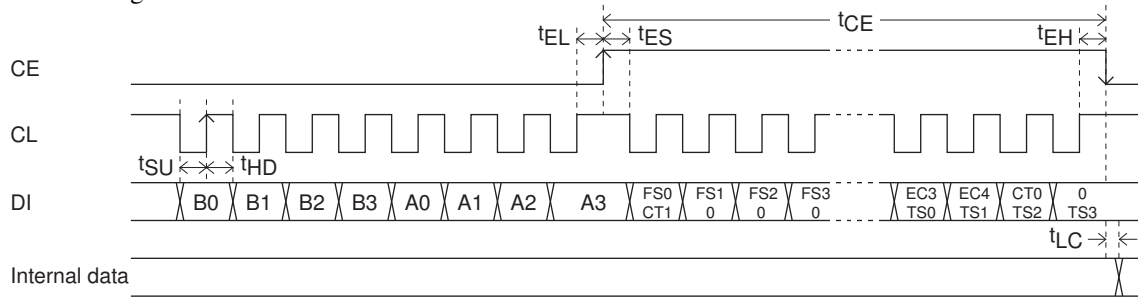 tCE
tEL tES tEH
CE
CL
tSU tHD
DI B0 B1 B2 B3 A0 A1 A2 A3 FS0 FS1 FS2 FS3 EC3 EC4 CT0 0
CT1 0 0 0 TS0 TS1 TS2 TS3
tLC
Internal data